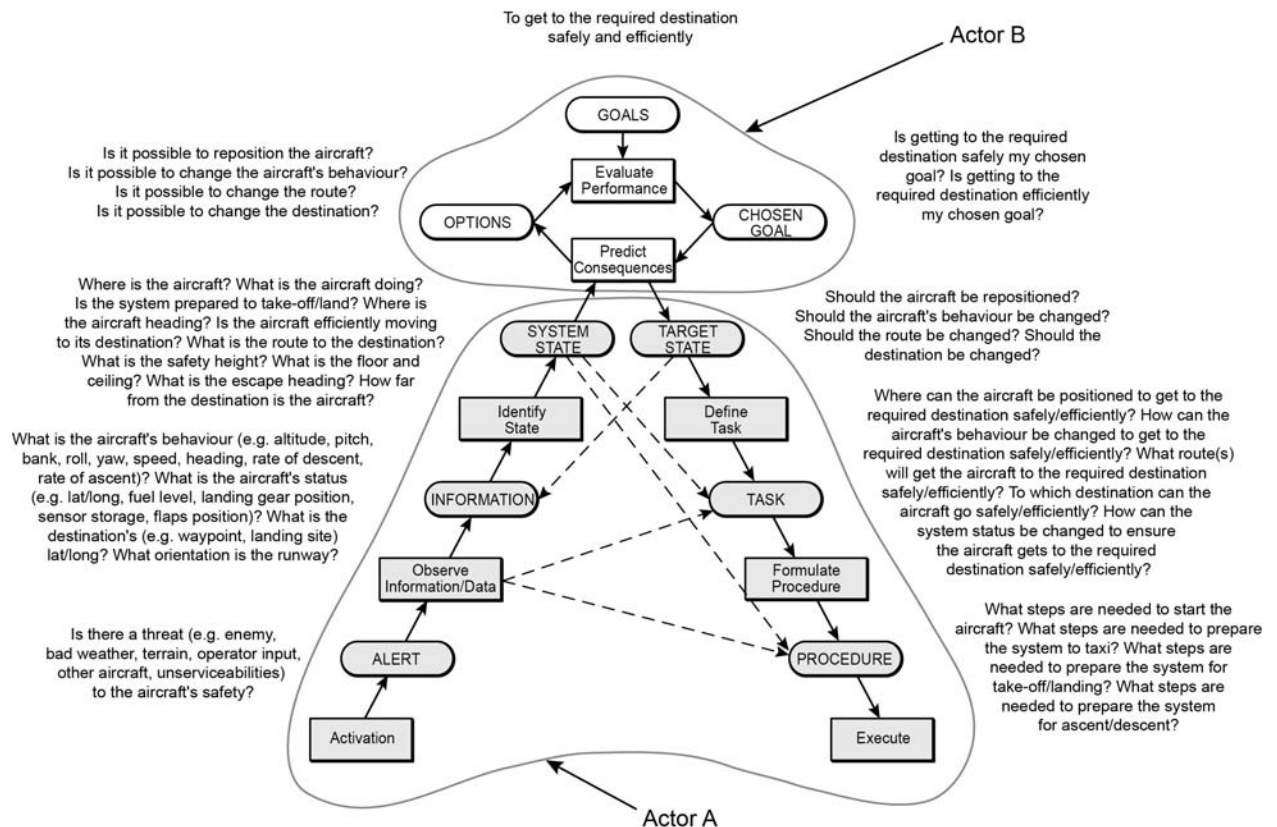 To get to the required destination
safely and efficiently
Actor B
GOALS
Is it possible to reposition the aircraft?
Is it possible to change the aircraft's behaviour?
Is it possible to change the route?
Is it possible to change the destination?
Evaluate
Performance
Is getting to the required
destination safely my chosen
goal? Is getting to the
required destination efficiently
my chosen goal?
OPTIONS
CHOSEN
GOAL
Predict
Consequences
Where is the aircraft? What is the aircraft doing?
Is the system prepared to take-off/land? Where is
the aircraft heading? Is the aircraft efficiently moving
to its destination? What is the route to the destination?
What is the safety height? What is the floor and
ceiling? What is the escape heading? How far
from the destination is the aircraft?
SYSTEM
STATE
TARGET
STATE
Should the aircraft be repositioned?
Should the aircraft's behaviour be changed?
Should the route be changed? Should the
destination be changed?
Identify
State
Define
Task
What is the aircraft's behaviour (e.g. altitude, pitch,
bank, roll, yaw, speed, heading, rate of descent,
rate of ascent)? What is the aircraft's status
(e.g. lat/long, fuel level, landing gear position,
sensor storage, flaps position)? What is the
destination's (e.g. waypoint, landing site)
lat/long? What orientation is the runway?
INFORMATION
TASK
Where can the aircraft be positioned to get to the
required destination safely/efficiently? How can the
aircraft's behaviour be changed to get to the
required destination safely/efficiently? What route(s)
will get the aircraft to the required destination
safely/efficiently? To which destination can the
aircraft go safely/efficiently? How can the
system status be changed to ensure
the aircraft gets to the required
destination safely/efficiently?
Observe
Information/Data
Formulate
Procedure
Is there a threat (e.g. enemy,
bad weather, terrain, operator input,
other aircraft, unserviceabilities)
to the aircraft's safety?
ALERT
PROCEDURE
What steps are needed to start the
aircraft? What steps are needed to prepare
the system to taxi? What steps are
needed to prepare the system for
take-off/landing? What steps are
needed to prepare the system
for ascent/descent?
Activation
Execute
Actor A